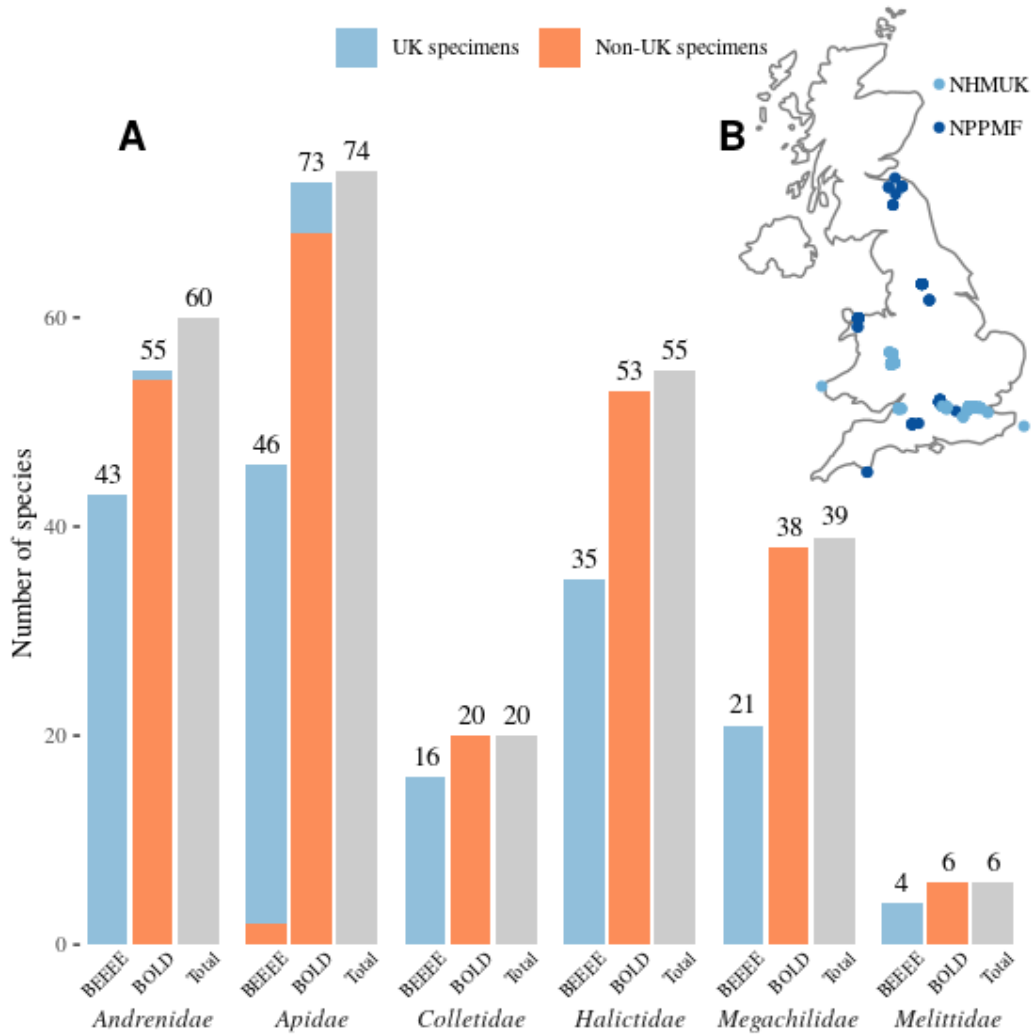 UK specimens
Non-UK specimens
A
B
NHMUK
NPPMF
Number of species
0
20
40
60
43
55
60
46
73
74
16
20
20
35
53
55
21
38
39
4
6
6
BEEEE
BOLD
Total
BEEEE
BOLD
Total
BEEEE
BOLD
Total
BEEEE
BOLD
Total
BEEEE
BOLD
Total
BEEEE
BOLD
Total
Andrenidae
Apidae
Colletidae
Halictidae
Megachilidae
Melittidae